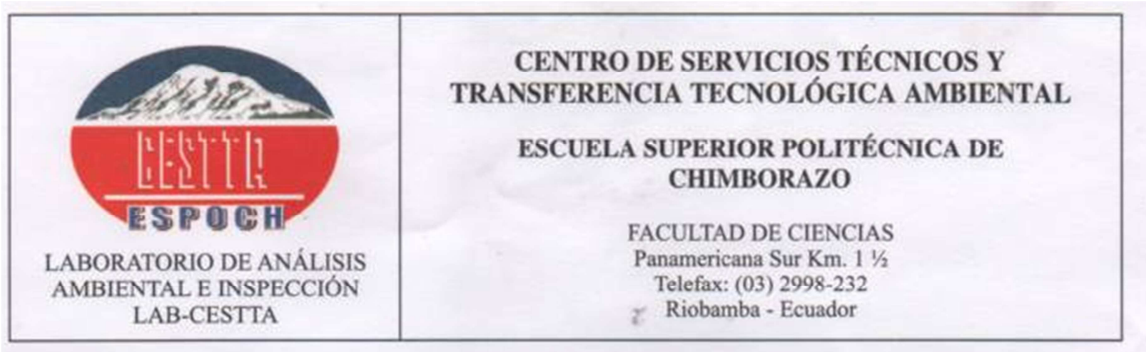 CESTTA
ESPOCH
LABORATORIO DE ANÁLISIS
AMBIENTAL E INSPECCIÓN
LAB-CESTTA
CENTRO DE SERVICIOS TÉCNICOS Y
TRANSFERENCIA TECNOLÓGICA AMBIENTAL
ESCUELA SUPERIOR POLITÉCNICA DE
CHIMBORAZO
FACULTAD DE CIENCIAS
Panamericana Sur Km. 1 ½
Telefax: (03) 2998-232
Riobamba - Ecuador